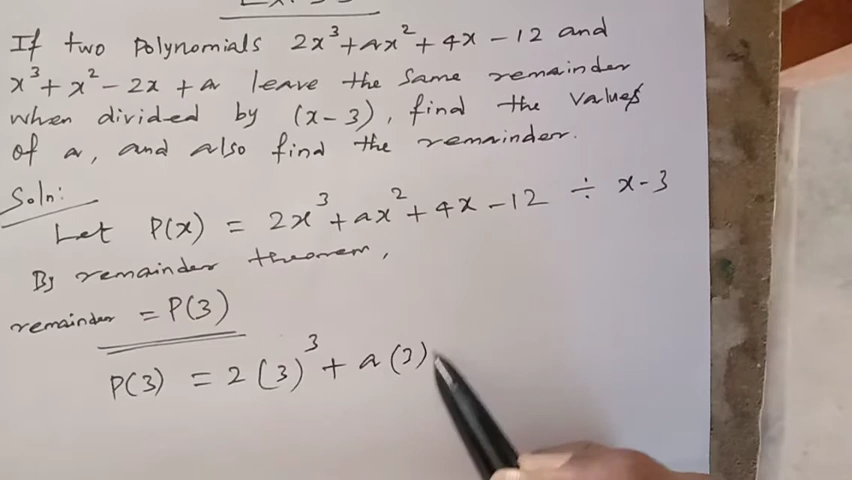 If two polynomials 2x³ + ax² + 4x − 12 and
x³ + x² − 2x + a leave the same remainder
when divided by (x − 3), find the values
of a, and also find the remainder.
Soln:
Let P(x) = 2x³ + ax² + 4x − 12 ÷ x − 3
By remainder theorem,
remainder = P(3)
P(3) = 2(3)³ + a(3)